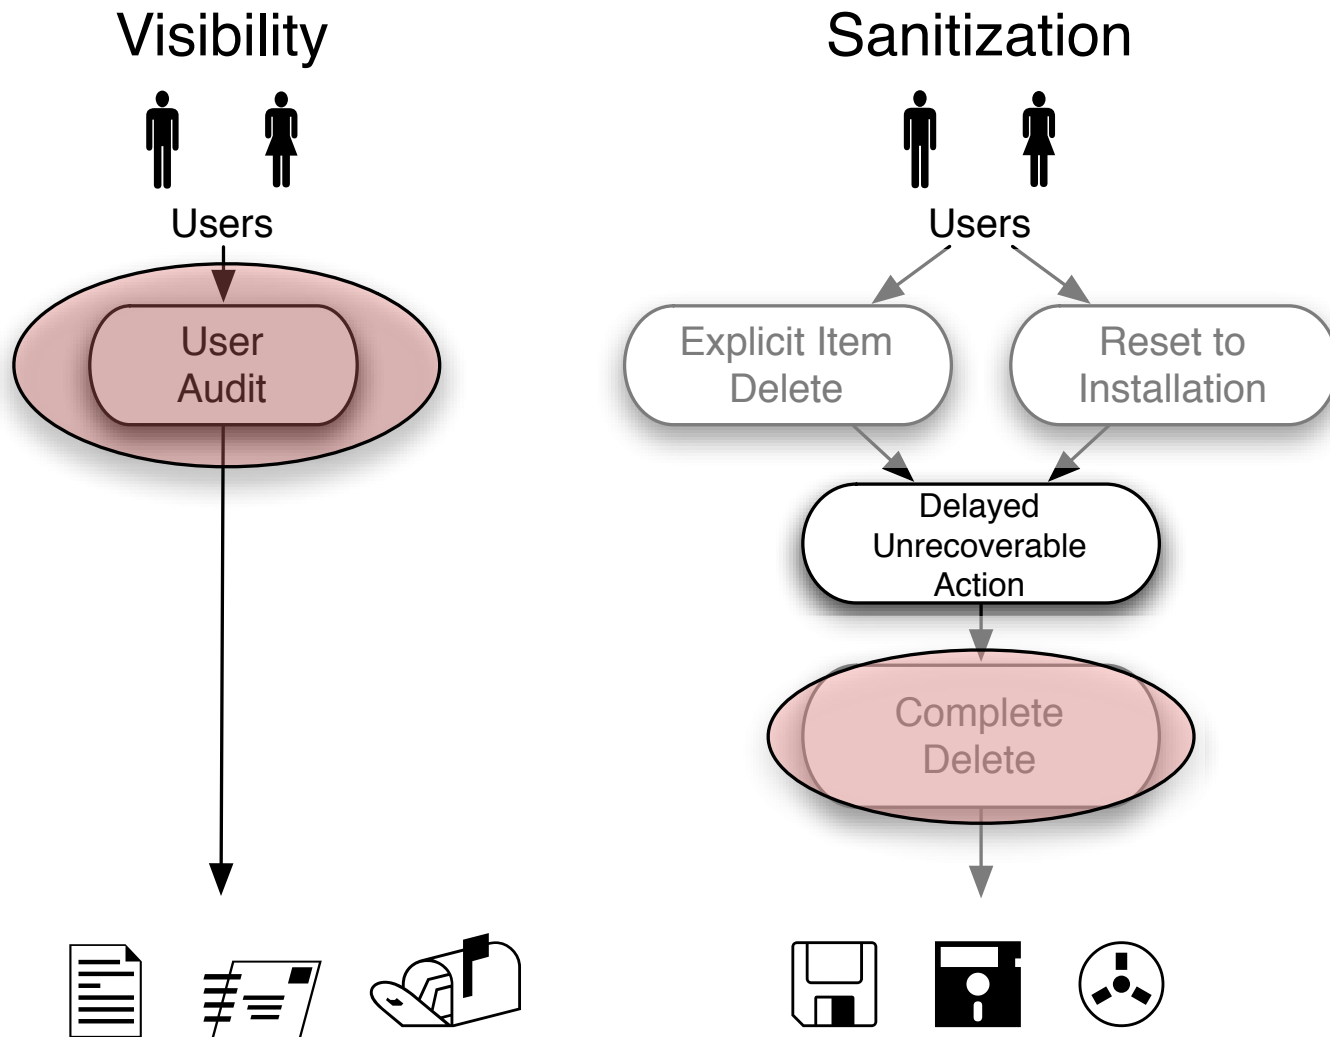 Visibility
Users
User
Audit
Sanitization
Users
Explicit Item
Delete
Reset to
Installation
Delayed
Unrecoverable
Action
Complete
Delete